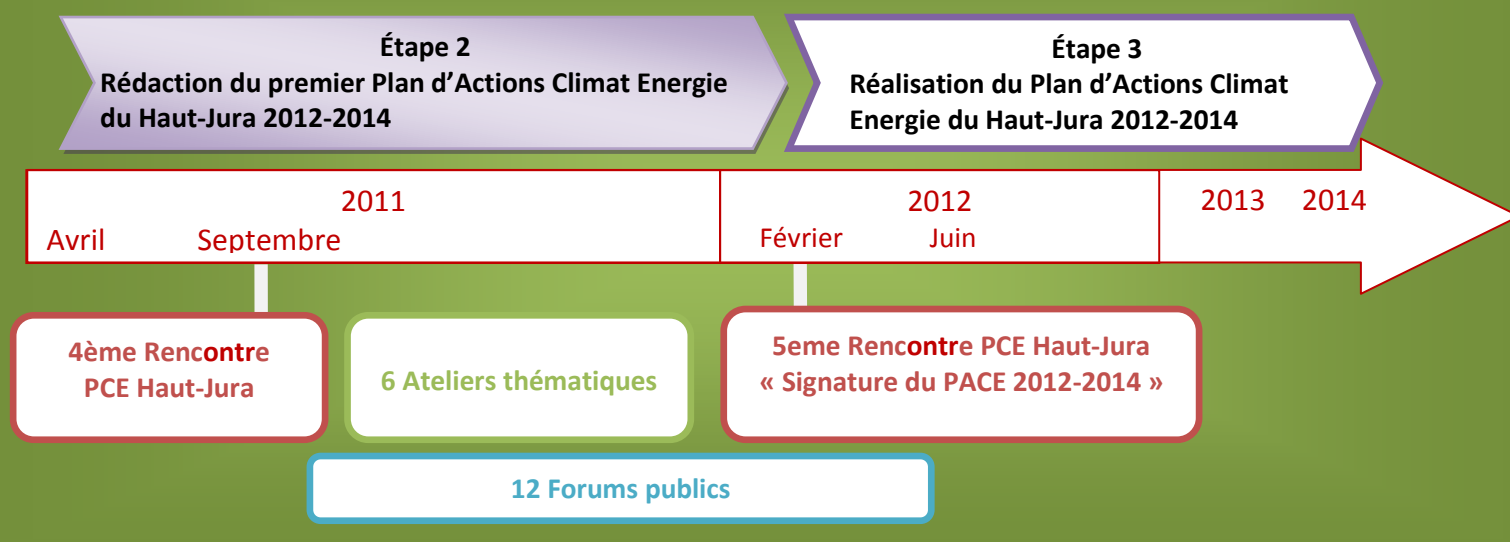 Étape 2
Rédaction du premier Plan d’Actions Climat Energie
du Haut-Jura 2012-2014
Étape 3
Réalisation du Plan d’Actions Climat
Energie du Haut-Jura 2012-2014
2011
2012
2013
2014
Avril
Septembre
Février
Juin
4ème Rencontre
PCE Haut-Jura
6 Ateliers thématiques
5eme Rencontre PCE Haut-Jura
« Signature du PACE 2012-2014 »
12 Forums publics